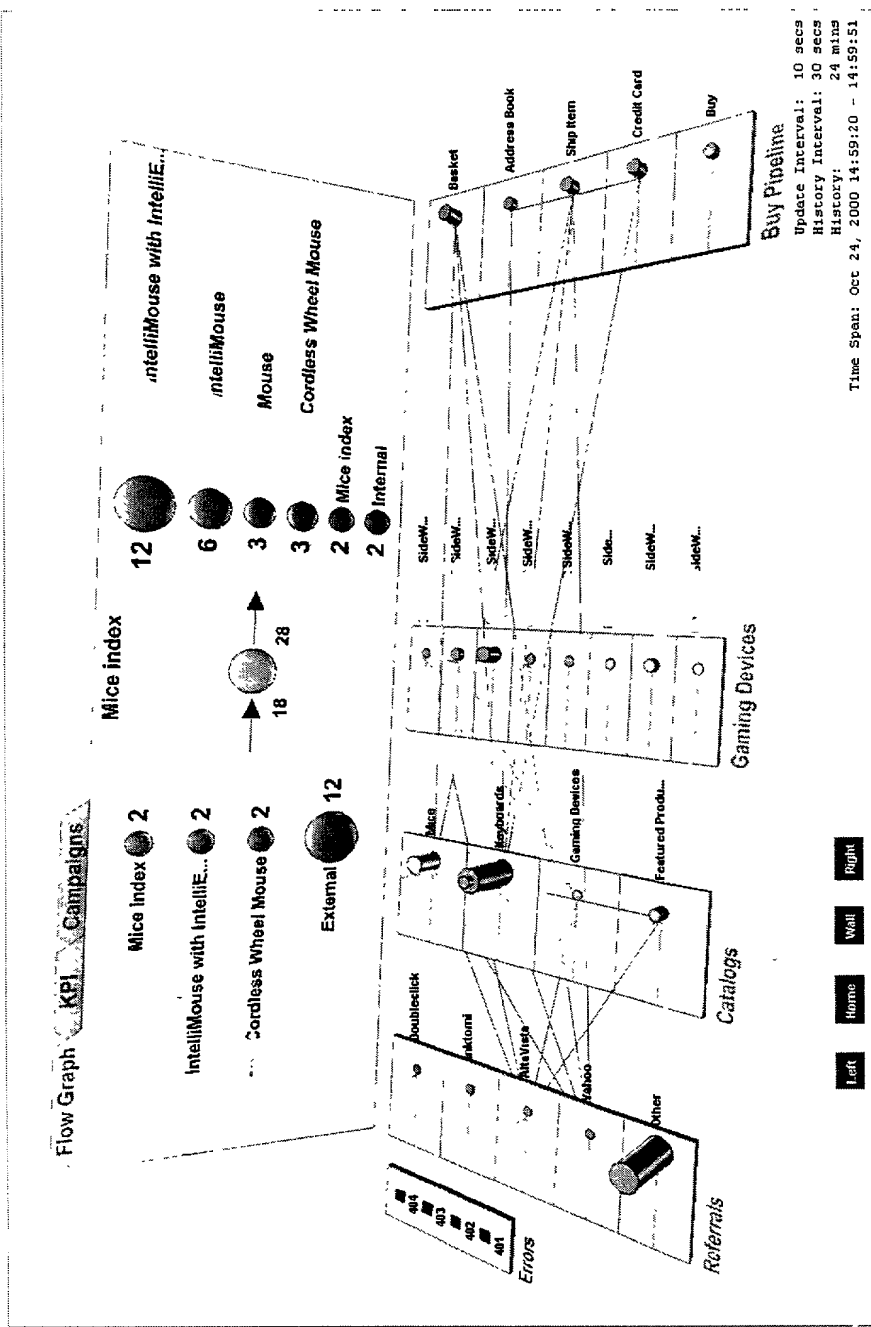 Flow Graph
KPI
Campaigns
Mice index
Mice index 2
IntelliMouse with IntelliE... 2
Cordless Wheel Mouse 2
External 12
18
28
12 IntelliMouse with IntelliE...
6 IntelliMouse
3 Mouse
3 Cordless Wheel Mouse
2 Mice index
2 Internal
404
403
402
401
Errors
Doubleclick
Inktomi
AltaVista
Yahoo
Other
Referrals
Mice
Keyboards...
Gaming Devices
Featured Produ...
Catalogs
SideW...
SideW...
SideW...
SideW...
SideW...
Side...
SideW...
SideW...
Gaming Devices
Basket
Address Book
Ship Item
Credit Card
Buy
Buy Pipeline
Left
Home
Wall
Right
Update Interval: 10 secs
History Interval: 30 secs
History: 24 mins
Time Span: Oct 24, 2000 14:59:20 - 14:59:51